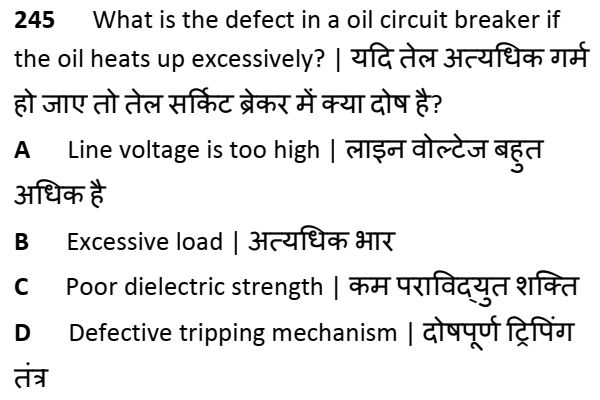 245 What is the defect in a oil circuit breaker if
the oil heats up excessively? | यदि तेल अत्यधिक गर्म
हो जाए तो तेल सर्किट ब्रेकर में क्या दोष है?
A Line voltage is too high | लाइन वोल्टेज बहुत
अधिक है
B Excessive load | अत्यधिक भार
C Poor dielectric strength | कम पराविद्युत शक्ति
D Defective tripping mechanism | दोषपूर्ण ट्रिपिंग
तंत्र